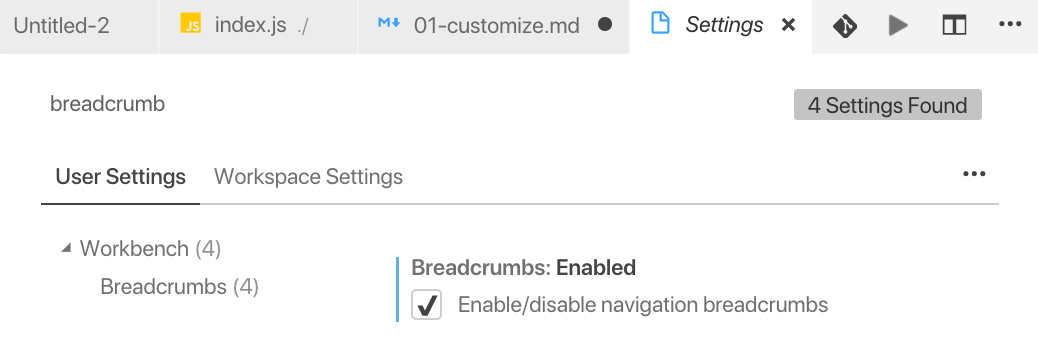 Untitled-2 JS index.js ./ M 01-customize.md Settings
breadcrumb 4 Settings Found
User Settings Workspace Settings
Workbench (4)
Breadcrumbs (4)
Breadcrumbs: Enabled
Enable/disable navigation breadcrumbs